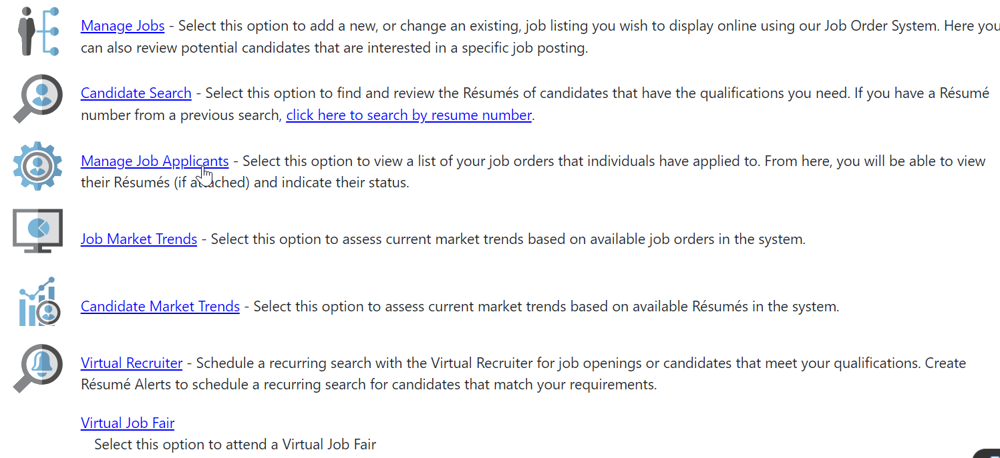 Manage Jobs - Select this option to add a new, or change an existing, job listing you wish to display online using our Job Order System. Here you
can also review potential candidates that are interested in a specific job posting.
Candidate Search - Select this option to find and review the Résumés of candidates that have the qualifications you need. If you have a Résumé
number from a previous search, click here to search by resume number.
Manage Job Applicants - Select this option to view a list of your job orders that individuals have applied to. From here, you will be able to view
their Résumés (if attached) and indicate their status.
Job Market Trends - Select this option to assess current market trends based on available job orders in the system.
Candidate Market Trends - Select this option to assess current market trends based on available Résumés in the system.
Virtual Recruiter - Schedule a recurring search with the Virtual Recruiter for job openings or candidates that meet your qualifications. Create
Résumé Alerts to schedule a recurring search for candidates that match your requirements.
Virtual Job Fair
Select this option to attend a Virtual Job Fair